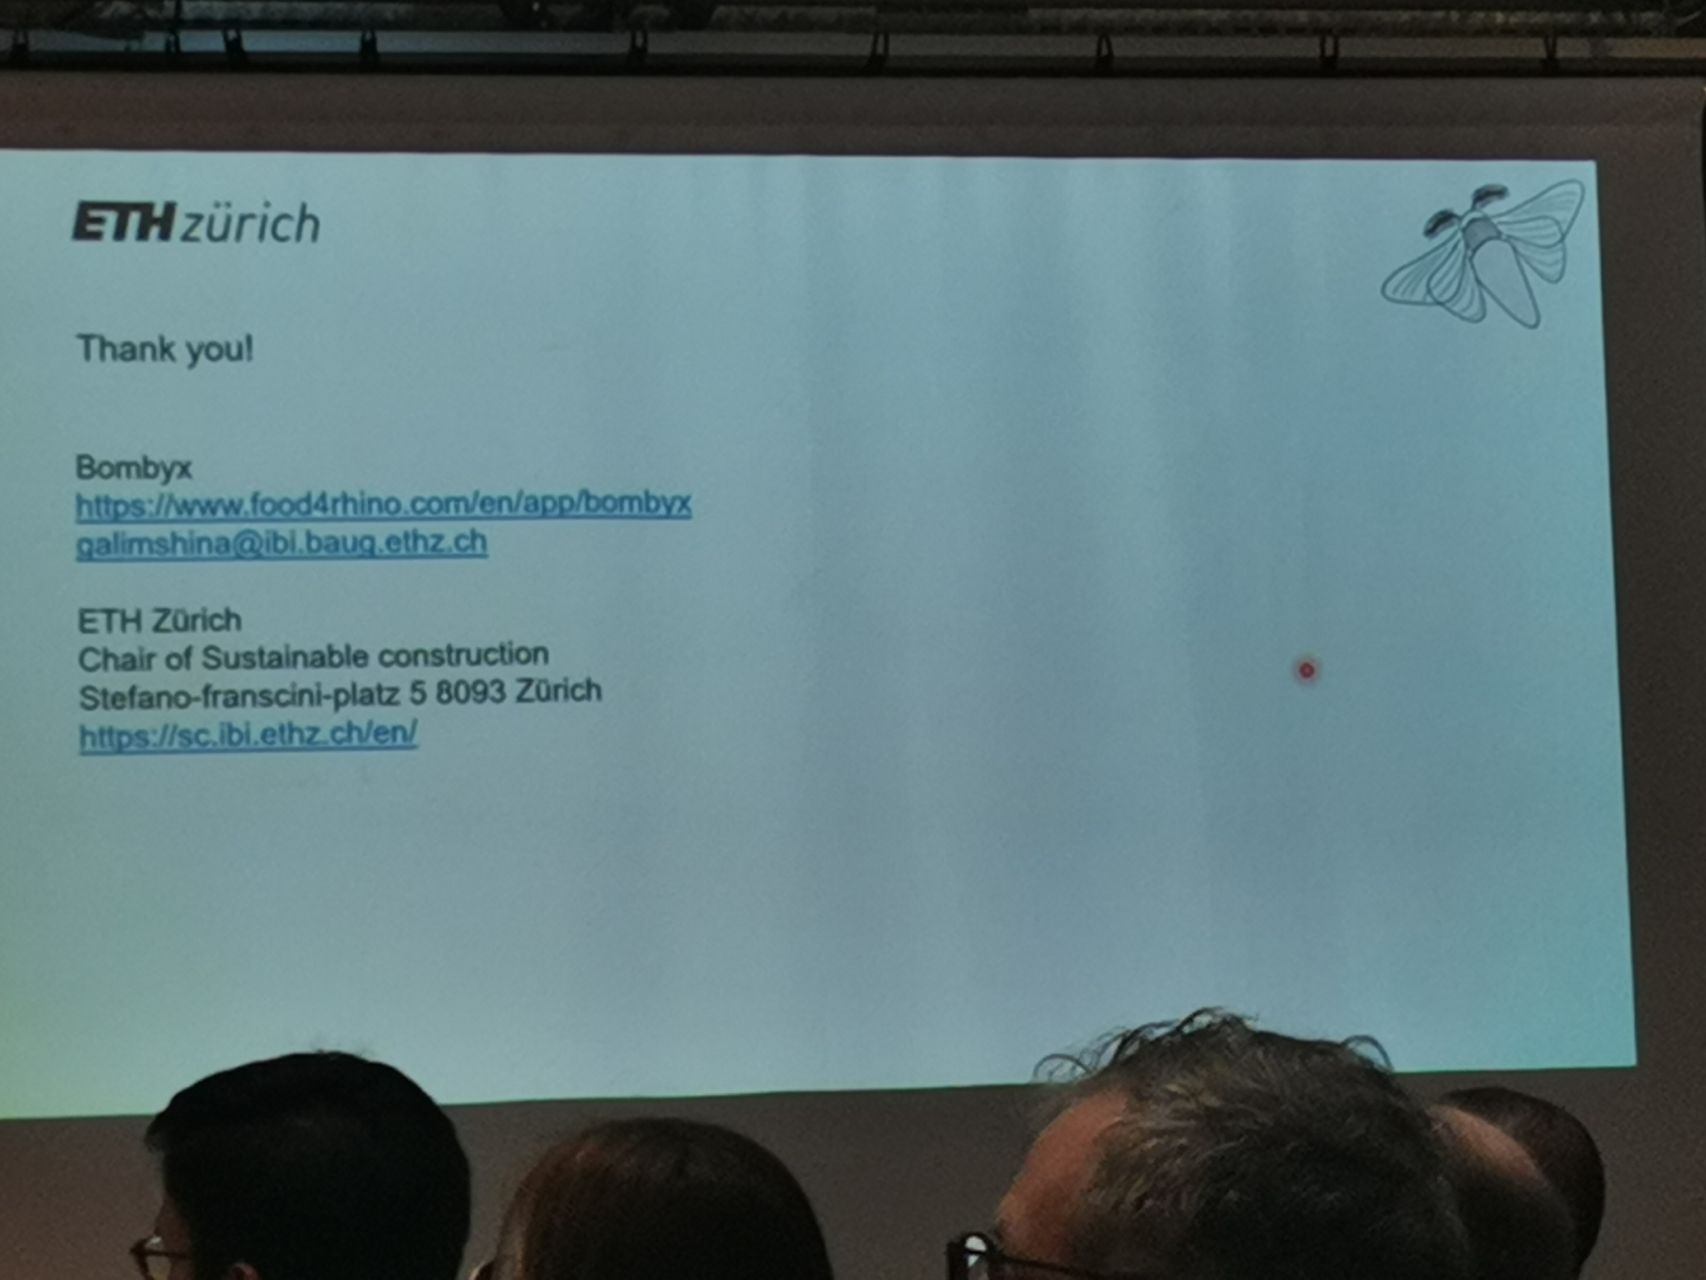 ETH zürich
Thank you!
Bombyx
https://www.food4rhino.com/en/app/bombyx
galimshina@ibi.baug.ethz.ch
ETH Zürich
Chair of Sustainable construction
Stefano-franscini-platz 5 8093 Zürich
https://sc.ibi.ethz.ch/en/